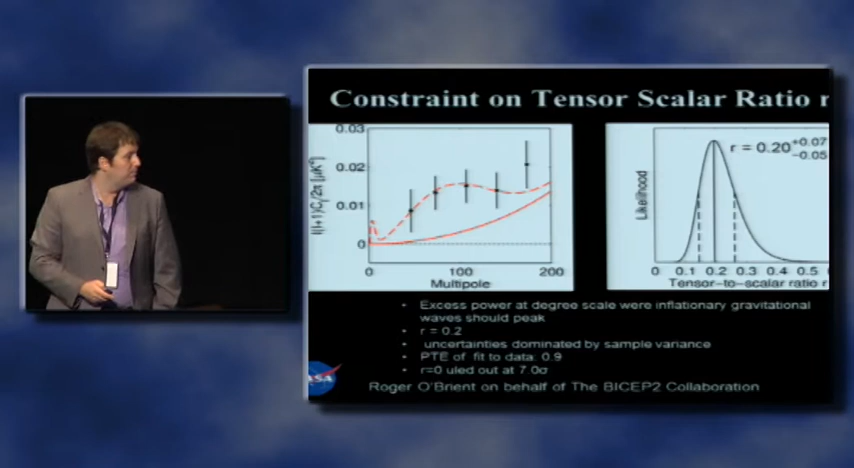 Constraint on Tensor Scalar Ratio r
0.03
0.02
0.01
0
l(l+1)C_l/2π [μK²]
0
100
200
Multipole
r = 0.20 +0.07 −0.05
Likelihood
0
0.1
0.2
0.3
0.4
0.5
Tensor−to−scalar ratio r
• Excess power at degree scale were inflationary gravitational
waves should peak
• r = 0.2
• uncertainties dominated by sample variance
• PTE of fit to data: 0.9
• r=0 uled out at 7.0σ
NASA
Roger O'Brient on behalf of The BICEP2 Collaboration